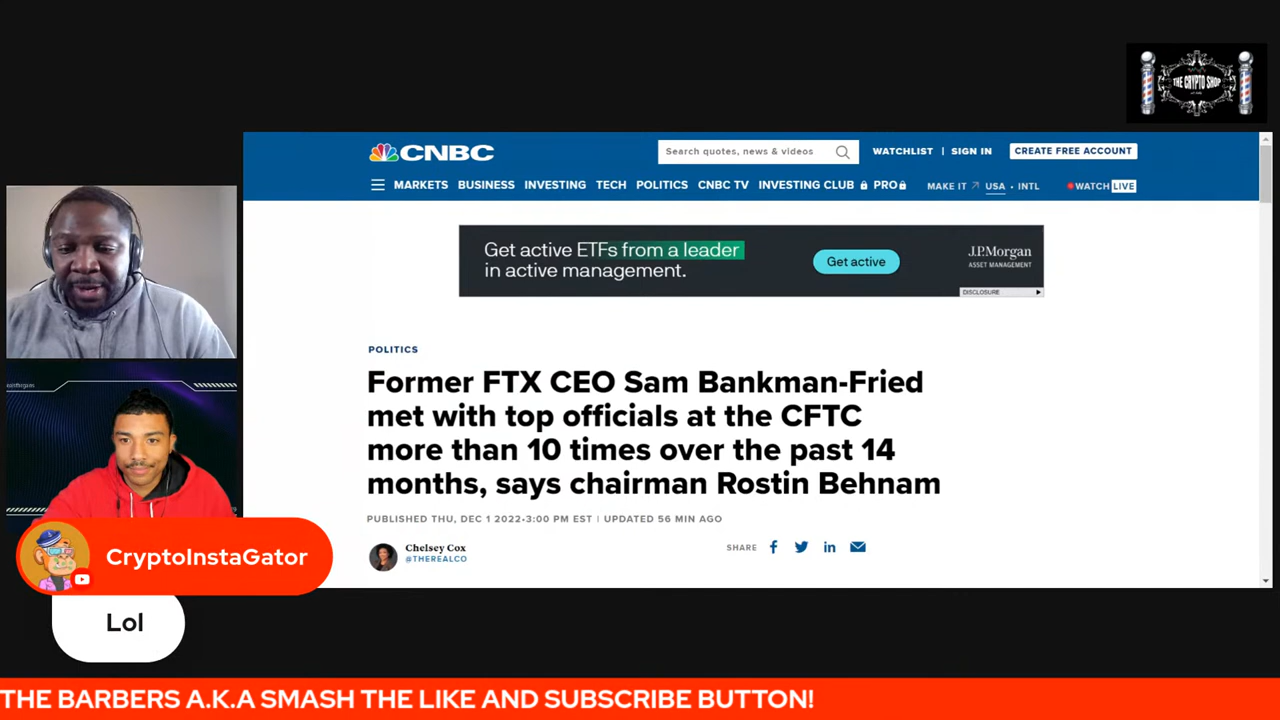 THE CRYPTO SHOP
CNBC
Search quotes, news & videos
WATCHLIST | SIGN IN
CREATE FREE ACCOUNT
MARKETS BUSINESS INVESTING TECH POLITICS CNBC TV INVESTING CLUB PRO
MAKE IT USA • INTL
WATCH LIVE
Get active ETFs from a leader
in active management.
Get active
J.P.Morgan
ASSET MANAGEMENT
DISCLOSURE
POLITICS
Former FTX CEO Sam Bankman-Fried
met with top officials at the CFTC
more than 10 times over the past 14
months, says chairman Rostin Behnam
PUBLISHED THU, DEC 1 2022•3:00 PM EST | UPDATED 56 MIN AGO
Chelsey Cox
@THEREALCO
SHARE
CryptoInstaGator
Lol
THE BARBERS A.K.A SMASH THE LIKE AND SUBSCRIBE BUTTON!